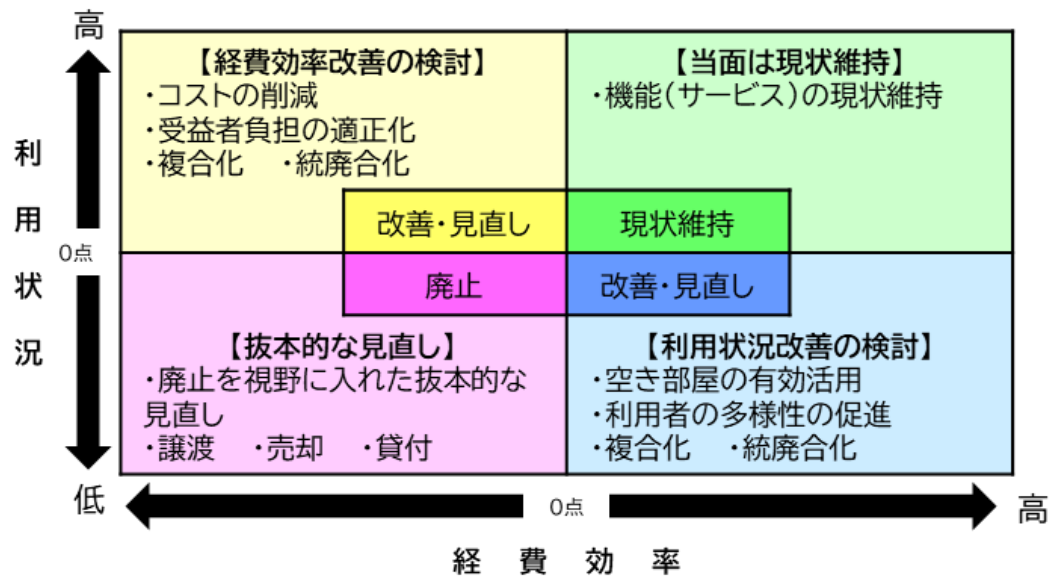 高
【経費効率改善の検討】
・コストの削減
・受益者負担の適正化
・複合化　・統廃合化
【当面は現状維持】
・機能（サービス）の現状維持
利用状況
0点
改善・見直し
現状維持
廃止
改善・見直し
【抜本的な見直し】
・廃止を視野に入れた抜本的な
見直し
・譲渡　・売却　・貸付
【利用状況改善の検討】
・空き部屋の有効活用
・利用者の多様性の促進
・複合化　・統廃合化
低
0点
高
経費効率